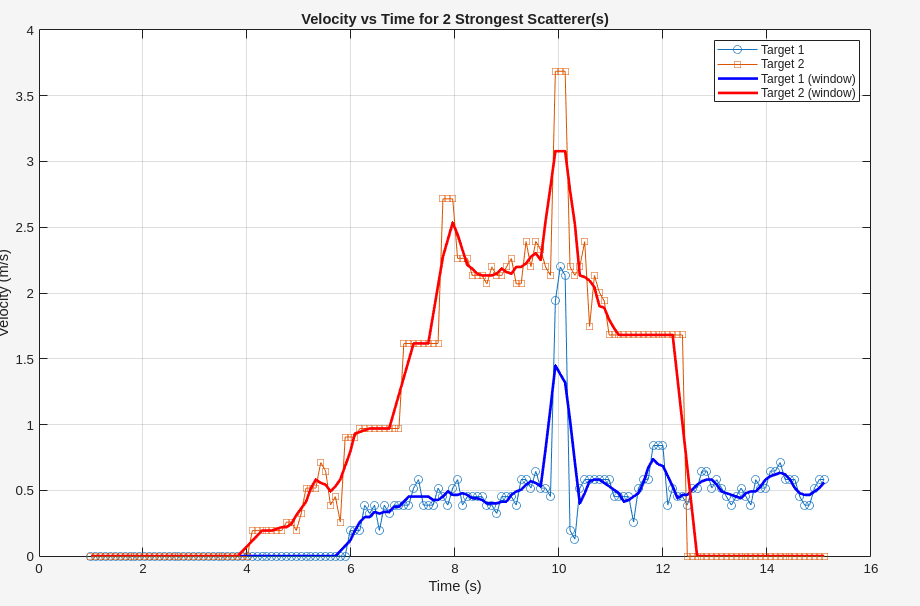 Velocity vs Time for 2 Strongest Scatterer(s)
4
3.5
3
2.5
2
1.5
1
0.5
0
Velocity (m/s)
Target 1
Target 2
Target 1 (window)
Target 2 (window)
0 2 4 6 8 10 12 14 16
Time (s)